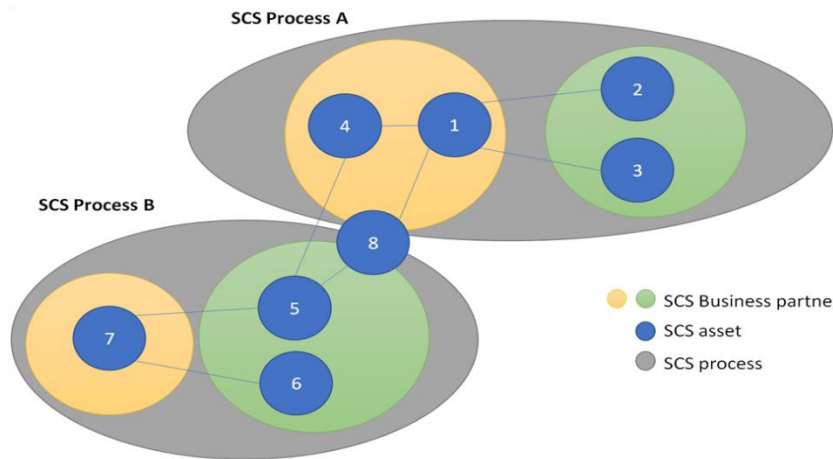 SCS Process A
2
4
1
3
SCS Process B
8
5
SCS Business partne
7
SCS asset
6
SCS process